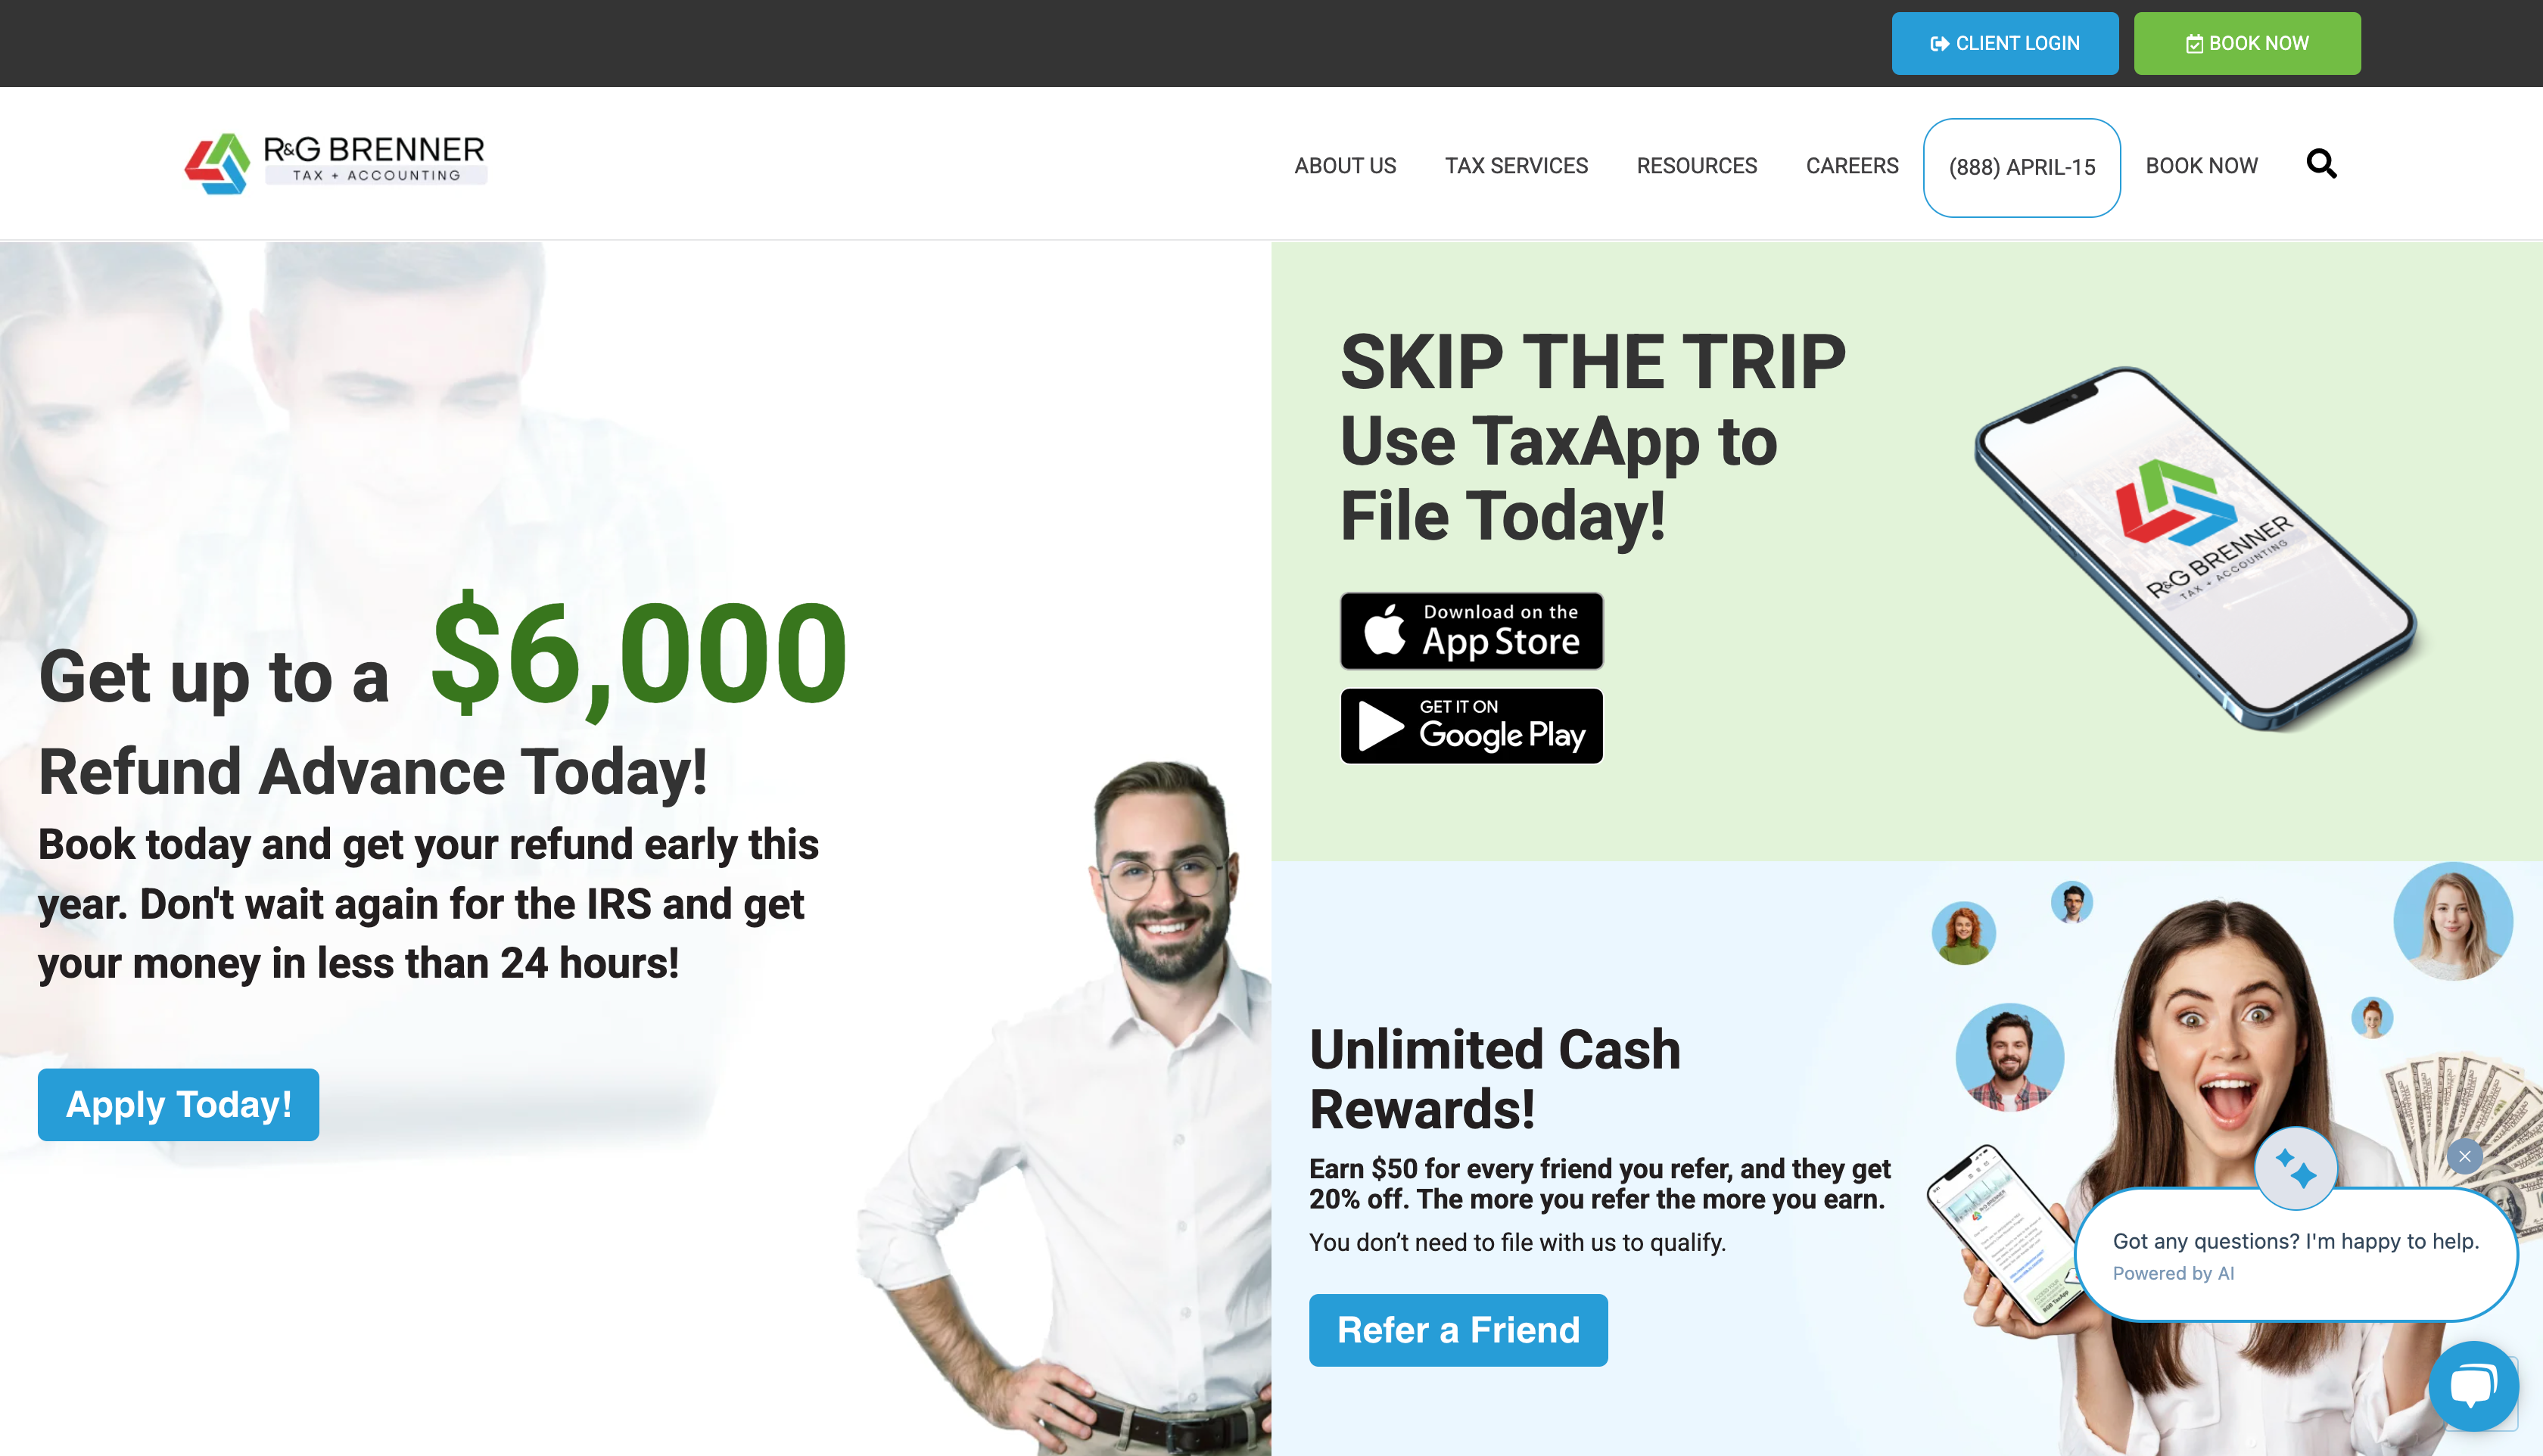 CLIENT LOGIN
BOOK NOW
R&G BRENNER
TAX + ACCOUNTING
ABOUT US
TAX SERVICES
RESOURCES
CAREERS
(888) APRIL-15
BOOK NOW
Get up to a $6,000
Refund Advance Today!
Book today and get your refund early this
year. Don't wait again for the IRS and get
your money in less than 24 hours!
Apply Today!
SKIP THE TRIP
Use TaxApp to
File Today!
Download on the
App Store
GET IT ON
Google Play
R&G BRENNER
TAX + ACCOUNTING
Unlimited Cash
Rewards!
Earn $50 for every friend you refer, and they get
20% off. The more you refer the more you earn.
You don’t need to file with us to qualify.
Refer a Friend
Got any questions? I'm happy to help.
Powered by AI